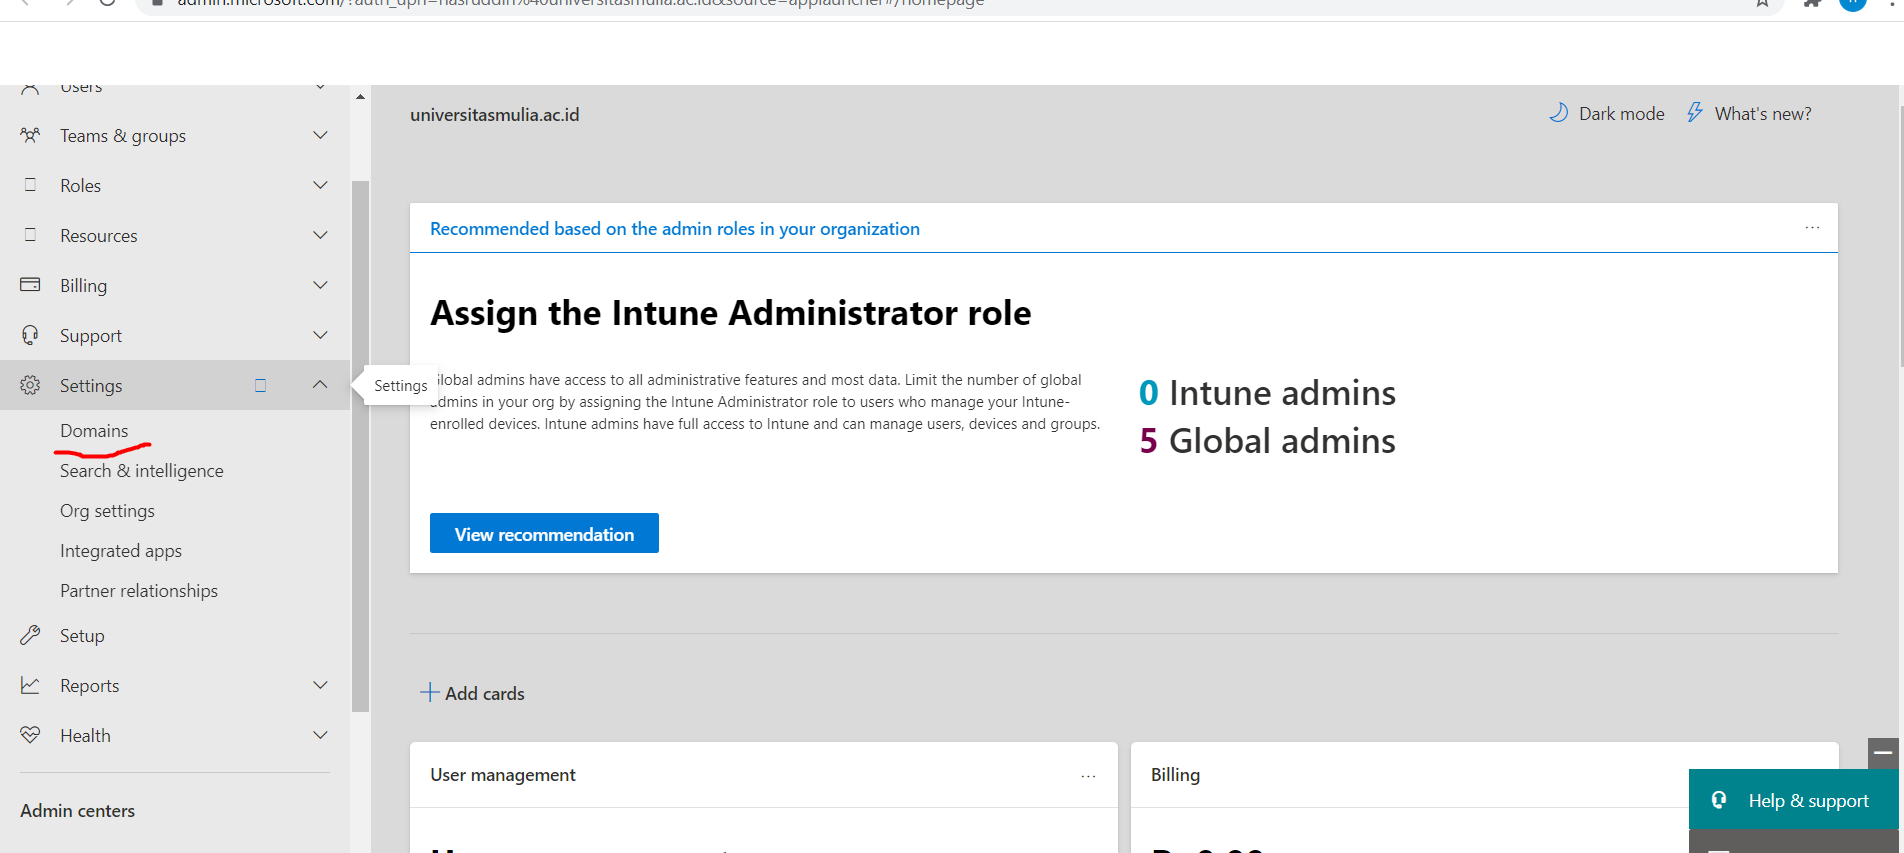 admin.microsoft.com/?auth_upn=hasruddin%40universitasmulia.ac.id&source=applauncher#/homepage
Users
Teams & groups
Roles
Resources
Billing
Support
Settings
Domains
Search & intelligence
Org settings
Integrated apps
Partner relationships
Setup
Reports
Health
Admin centers
Settings
universitasmulia.ac.id
Dark mode
What's new?
Recommended based on the admin roles in your organization
Assign the Intune Administrator role
Global admins have access to all administrative features and most data. Limit the number of global
admins in your org by assigning the Intune Administrator role to users who manage your Intune-
enrolled devices. Intune admins have full access to Intune and can manage users, devices and groups.
0 Intune admins
5 Global admins
View recommendation
Add cards
User management
Billing
Help & support